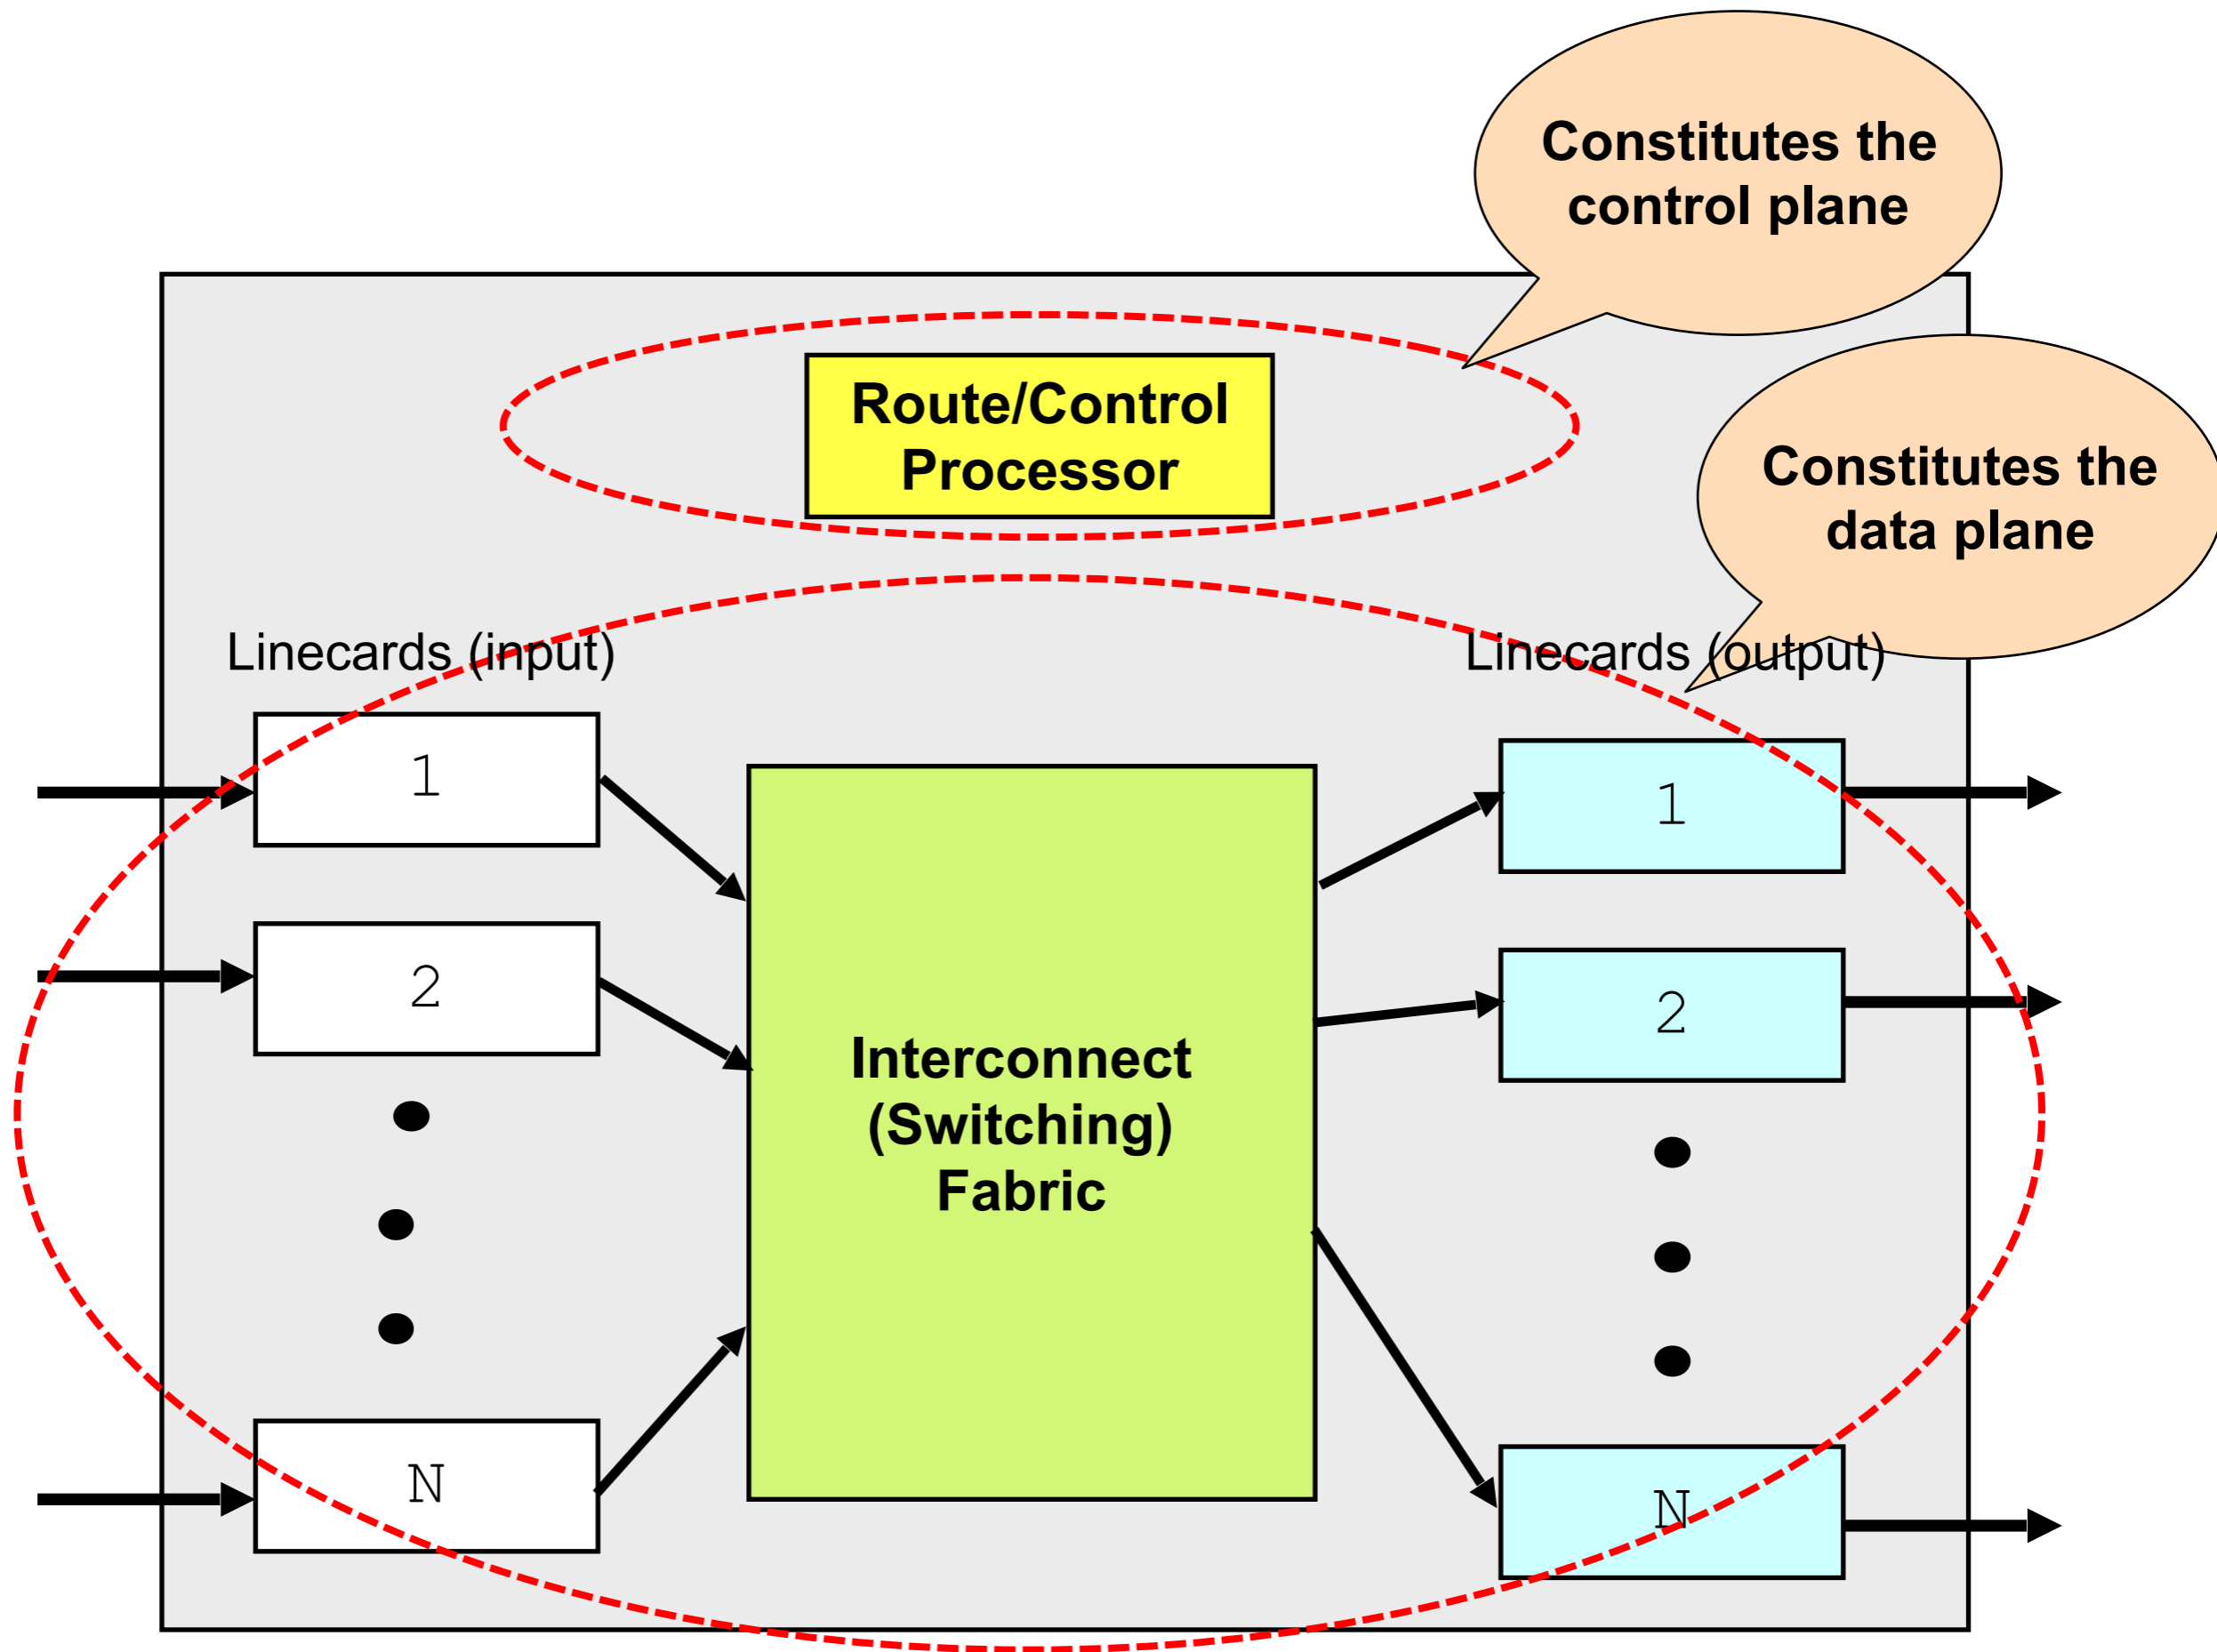 Constitutes the
control plane
Route/Control
Processor
Constitutes the
data plane
Linecards (input)
Linecards (output)
1
1
2
2
Interconnect
(Switching)
Fabric
N
N